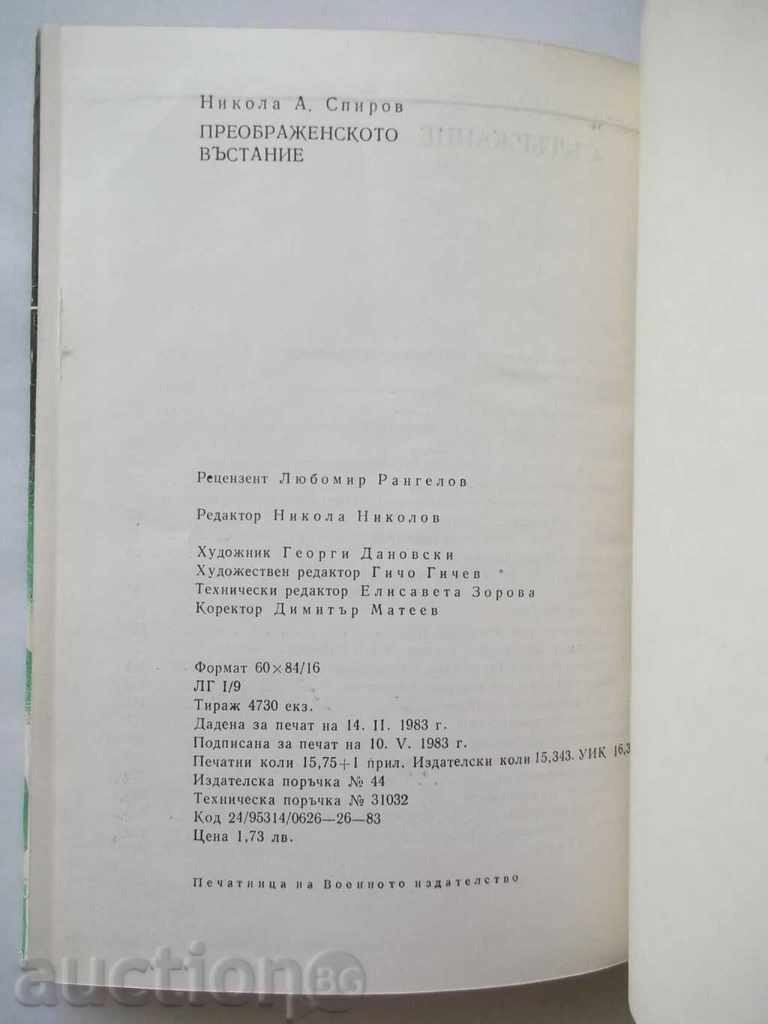 Никола А. Спиров
ПРЕОБРАЖЕНСКОТО
ВЪСТАНИЕ
Рецензент Любомир Рангелов
Редактор Никола Николов
Художник Георги Дановски
Художествен редактор Гичо Гичев
Технически редактор Елисавета Зорова
Коректор Димитър Матеев
Формат 60×84/16
ЛГ I/9
Тираж 4730 екз.
Дадена за печат на 14. II. 1983 г.
Подписана за печат на 10. V. 1983 г.
Печатни коли 15,75+1 прил. Издателски коли 15,343. УИК 16,3
Издателска поръчка № 44
Техническа поръчка № 31032
Код 24/95314/0626—26—83
Цена 1,73 лв.
Печатница на Военното издателство
auction BG